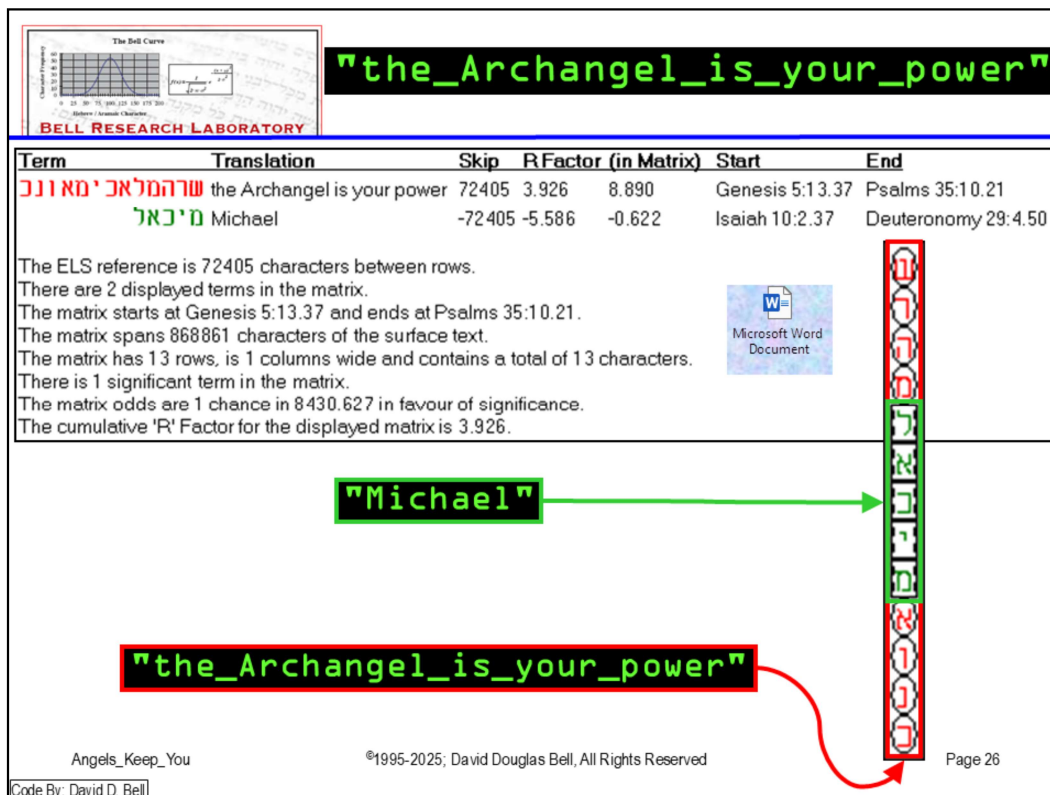 The Bell Curve
Hebrew / Aramaic Character
BELL RESEARCH LABORATORY
"the_Archangel_is_your_power"
Term Translation Skip R Factor (in Matrix) Start End
שרהמלאכימאונכ the Archangel is your power 72405 3.926 8.890 Genesis 5:13.37 Psalms 35:10.21
מיכאל Michael -72405 -5.586 -0.622 Isaiah 10:2.37 Deuteronomy 29:4.50
The ELS reference is 72405 characters between rows.
There are 2 displayed terms in the matrix.
The matrix starts at Genesis 5:13.37 and ends at Psalms 35:10.21.
The matrix spans 868861 characters of the surface text.
The matrix has 13 rows, is 1 columns wide and contains a total of 13 characters.
There is 1 significant term in the matrix.
The matrix odds are 1 chance in 8430.627 in favour of significance.
The cumulative 'R' Factor for the displayed matrix is 3.926.
Microsoft Word
Document
ש
ר
ה
מ
ל
א
כ
י
מ
א
ו
נ
כ
"Michael"
"the_Archangel_is_your_power"
Angels_Keep_You ©1995-2025; David Douglas Bell, All Rights Reserved Page 26
Code By: David D. Bell